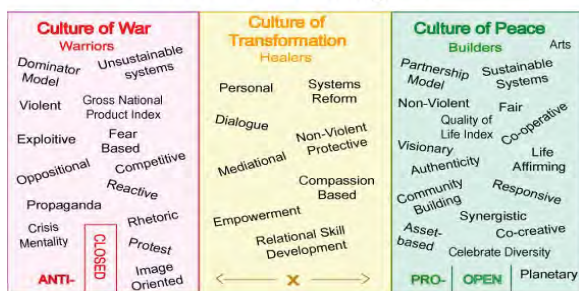 Culture of War
Warriors
Dominator
Model
Unsustainable
systems
Violent
Gross National
Product Index
Exploitive
Fear
Based
Oppositional
Competitive
Reactive
Propaganda
Rhetoric
Crisis
Mentality
CLOSED
Protest
Image
Oriented
ANTI-
Culture of
Transformation
Healers
Personal
Systems
Reform
Dialogue
Non-Violent
Protective
Mediational
Compassion
Based
Empowerment
Relational Skill
Development
X
Culture of Peace
Builders
Arts
Partnership
Model
Sustainable
Systems
Non-Violent
Fair
Quality of
Life Index
Co-operative
Visionary
Authenticity
Life
Affirming
Community
Building
Responsive
Synergistic
Asset-
based
Co-creative
Celebrate Diversity
PRO-
OPEN
Planetary